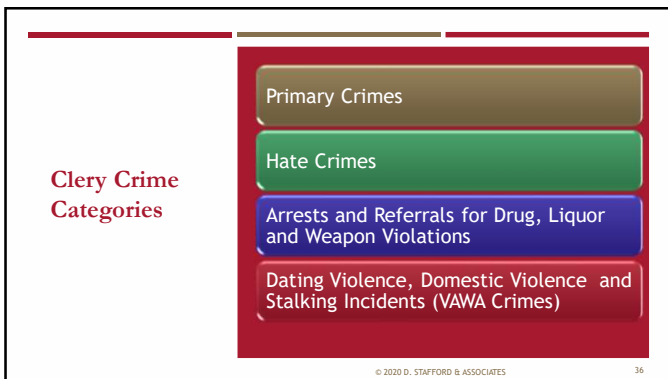 Clery Crime
Categories
Primary Crimes
Hate Crimes
Arrests and Referrals for Drug, Liquor
and Weapon Violations
Dating Violence, Domestic Violence and
Stalking Incidents (VAWA Crimes)
© 2020 D. STAFFORD & ASSOCIATES
36